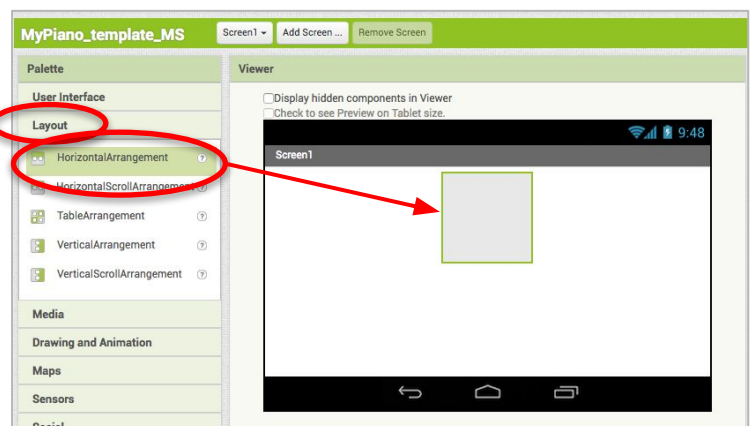 MyPiano_template_MS
Screen1
Add Screen ...
Remove Screen
Palette
Viewer
User Interface
Layout
HorizontalArrangement ?
HorizontalScrollArrangement ?
TableArrangement ?
VerticalArrangement ?
VerticalScrollArrangement ?
Media
Drawing and Animation
Maps
Sensors
Social
Display hidden components in Viewer
Check to see Preview on Tablet size.
9:48
Screen1